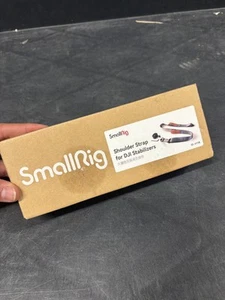 SmallRig
SmallRig
Shoulder Strap
for DJI Stabilizers